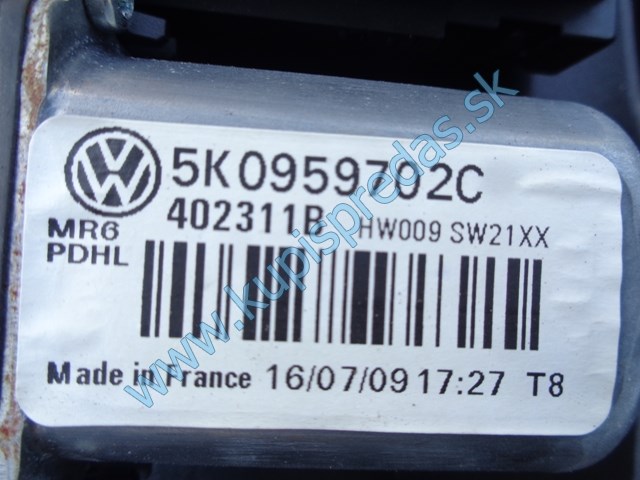 5K0959702C
402311B HW009 SW21XX
MR6
PDHL
Made in France 16/07/09 17:27 T8
www.kupispredas.sk